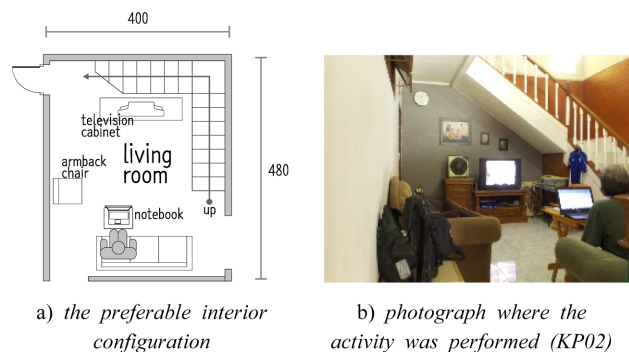 400
television
cabinet
armback
chair
living
room
480
notebook
up
a) the preferable interior
configuration
b) photograph where the
activity was performed (KP02)